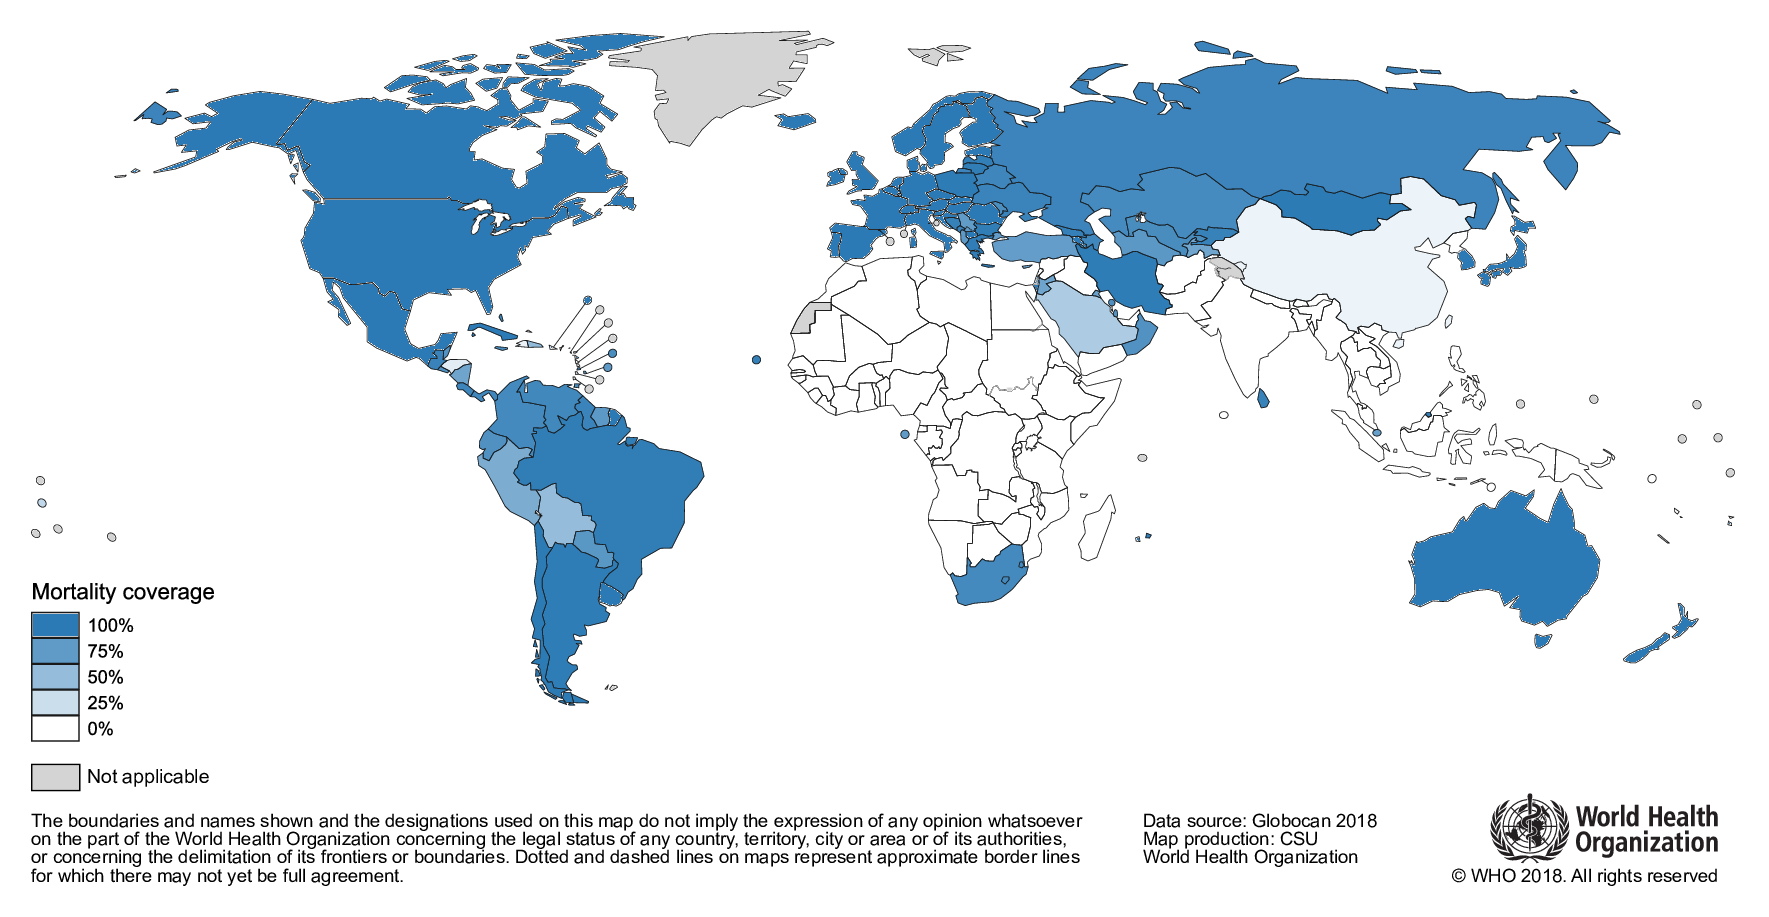 Mortality coverage
100%
75%
50%
25%
0%
Not applicable
The boundaries and names shown and the designations used on this map do not imply the expression of any opinion whatsoever
on the part of the World Health Organization concerning the legal status of any country, territory, city or area or of its authorities,
or concerning the delimitation of its frontiers or boundaries. Dotted and dashed lines on maps represent approximate border lines
for which there may not yet be full agreement.
Data source: Globocan 2018
Map production: CSU
World Health Organization
World Health
Organization
© WHO 2018. All rights reserved